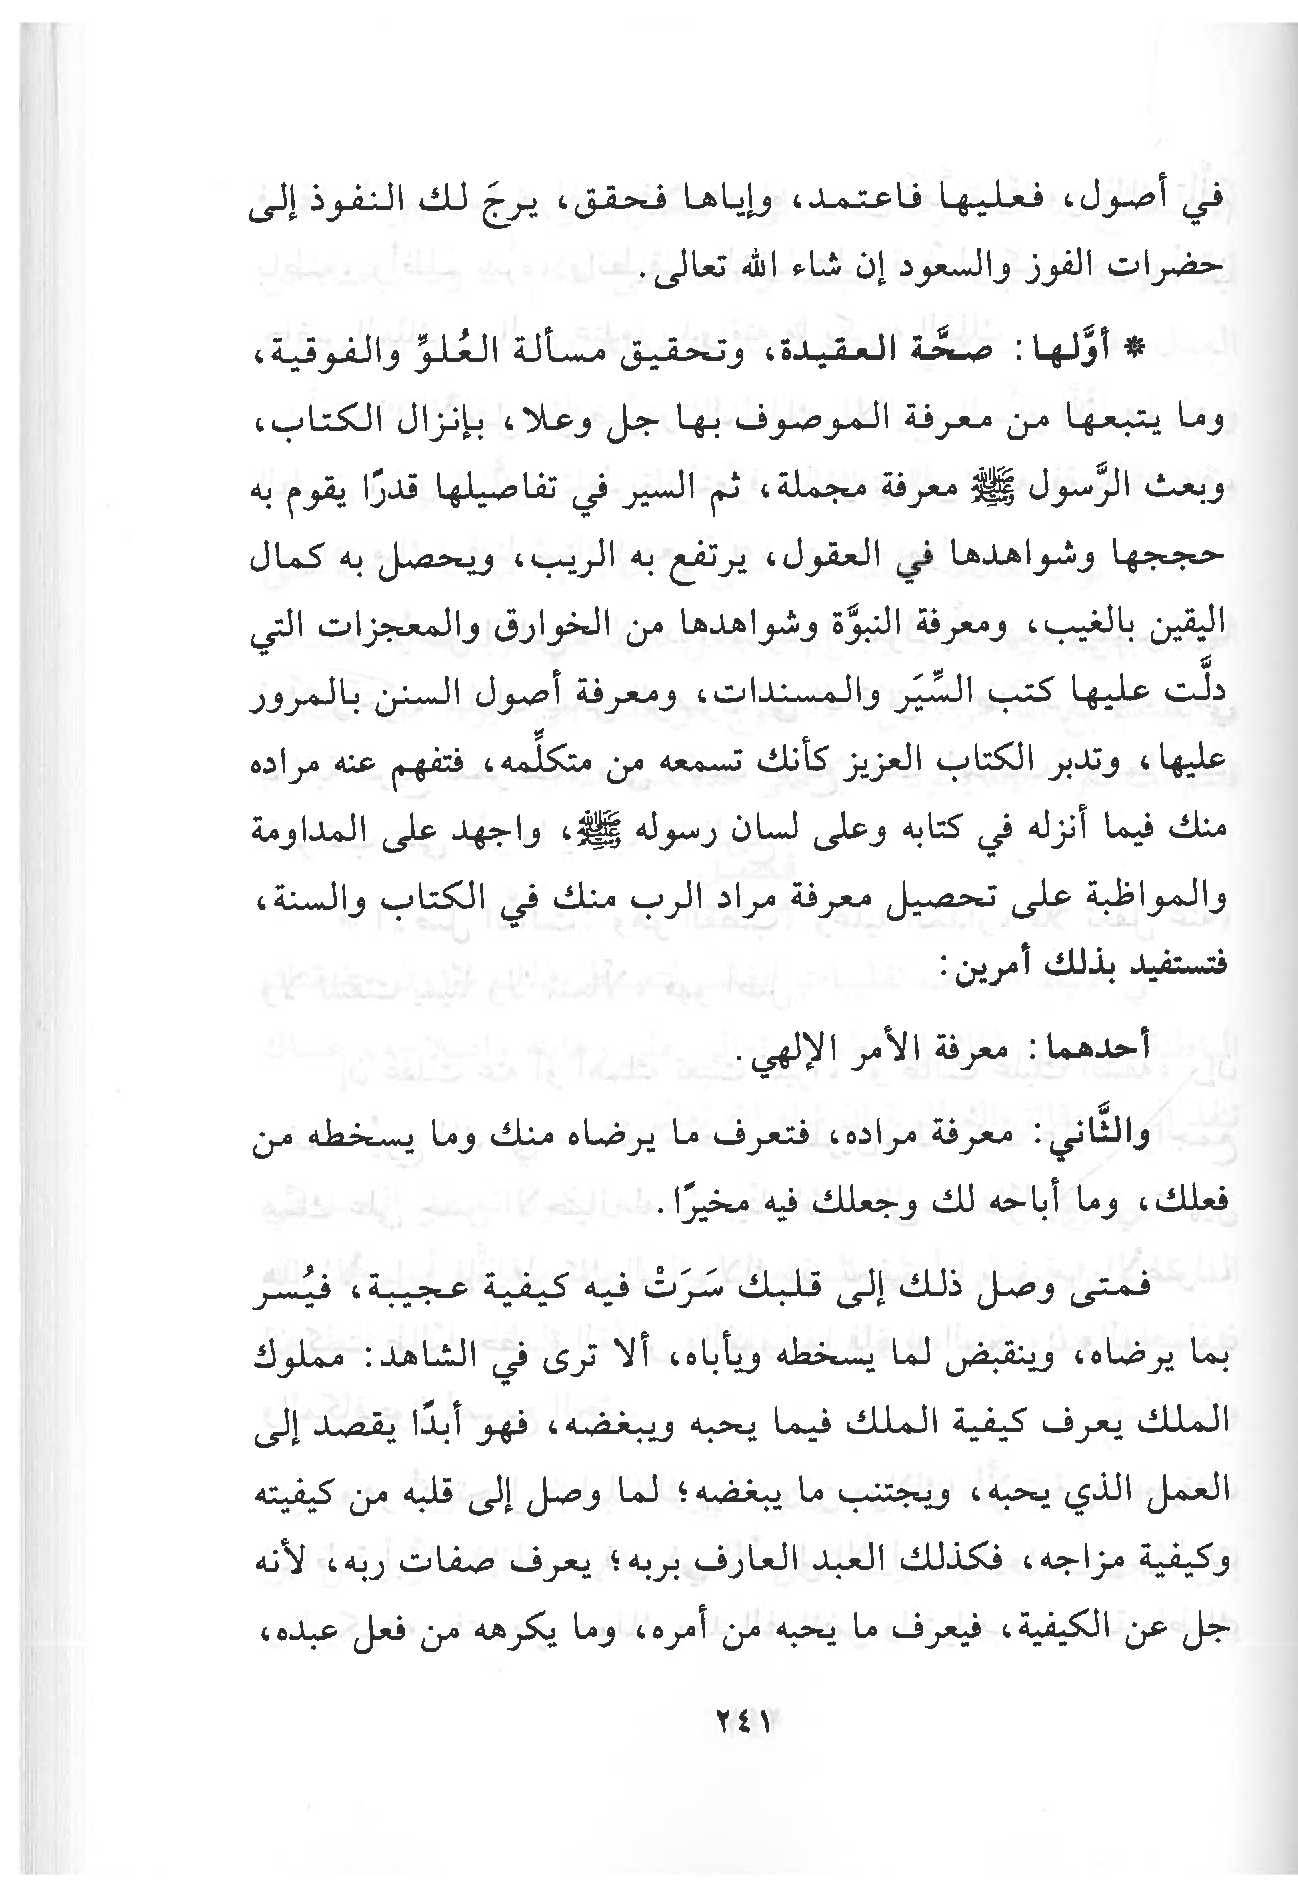 في أصول، فعليها فاعتمد، وإياها فحقق، يرجَ لك النفوذ إلى
حضرات الفوز والسعود إن شاء الله تعالى.
* أوَّلها: صحَّة العقيدة، وتحقيق مسألة العُلوِّ والفوقية،
وما يتبعها من معرفة الموصوف بها جل وعلا، بإنزال الكتاب،
وبعث الرَّسول ﷺ معرفة مجملة، ثم السير في تفاصيلها قدرًا يقوم به
حججها وشواهدها في العقول، يرتفع به الريب، ويحصل به كمال
اليقين بالغيب، ومعرفة النبوَّة وشواهدها من الخوارق والمعجزات التي
دلَّت عليها كتب السِّيَر والمسندات، ومعرفة أصول السنن بالمرور
عليها، وتدبر الكتاب العزيز كأنك تسمعه من متكلِّمه، فتفهم عنه مراده
منك فيما أنزله في كتابه وعلى لسان رسوله ﷺ، واجهد على المداومة
والمواظبة على تحصيل معرفة مراد الرب منك في الكتاب والسنة،
فتستفيد بذلك أمرين:
أحدهما: معرفة الأمر الإلهي.
والثَّاني: معرفة مراده، فتعرف ما يرضاه منك وما يسخطه من
فعلك، وما أباحه لك وجعلك فيه مخيرًا.
فمتى وصل ذلك إلى قلبك سَرَتْ فيه كيفية عجيبة، فيُسر
بما يرضاه، وينقبض لما يسخطه ويأباه، ألا ترى في الشاهد: مملوك
الملك يعرف كيفية الملك فيما يحبه ويبغضه، فهو أبدًا يقصد إلى
العمل الذي يحبه، ويجتنب ما يبغضه؛ لما وصل إلى قلبه من كيفيته
وكيفية مزاجه، فكذلك العبد العارف بربه؛ يعرف صفات ربه، لأنه
جل عن الكيفية، فيعرف ما يحبه من أمره، وما يكرهه من فعل عبده،
٢٤١